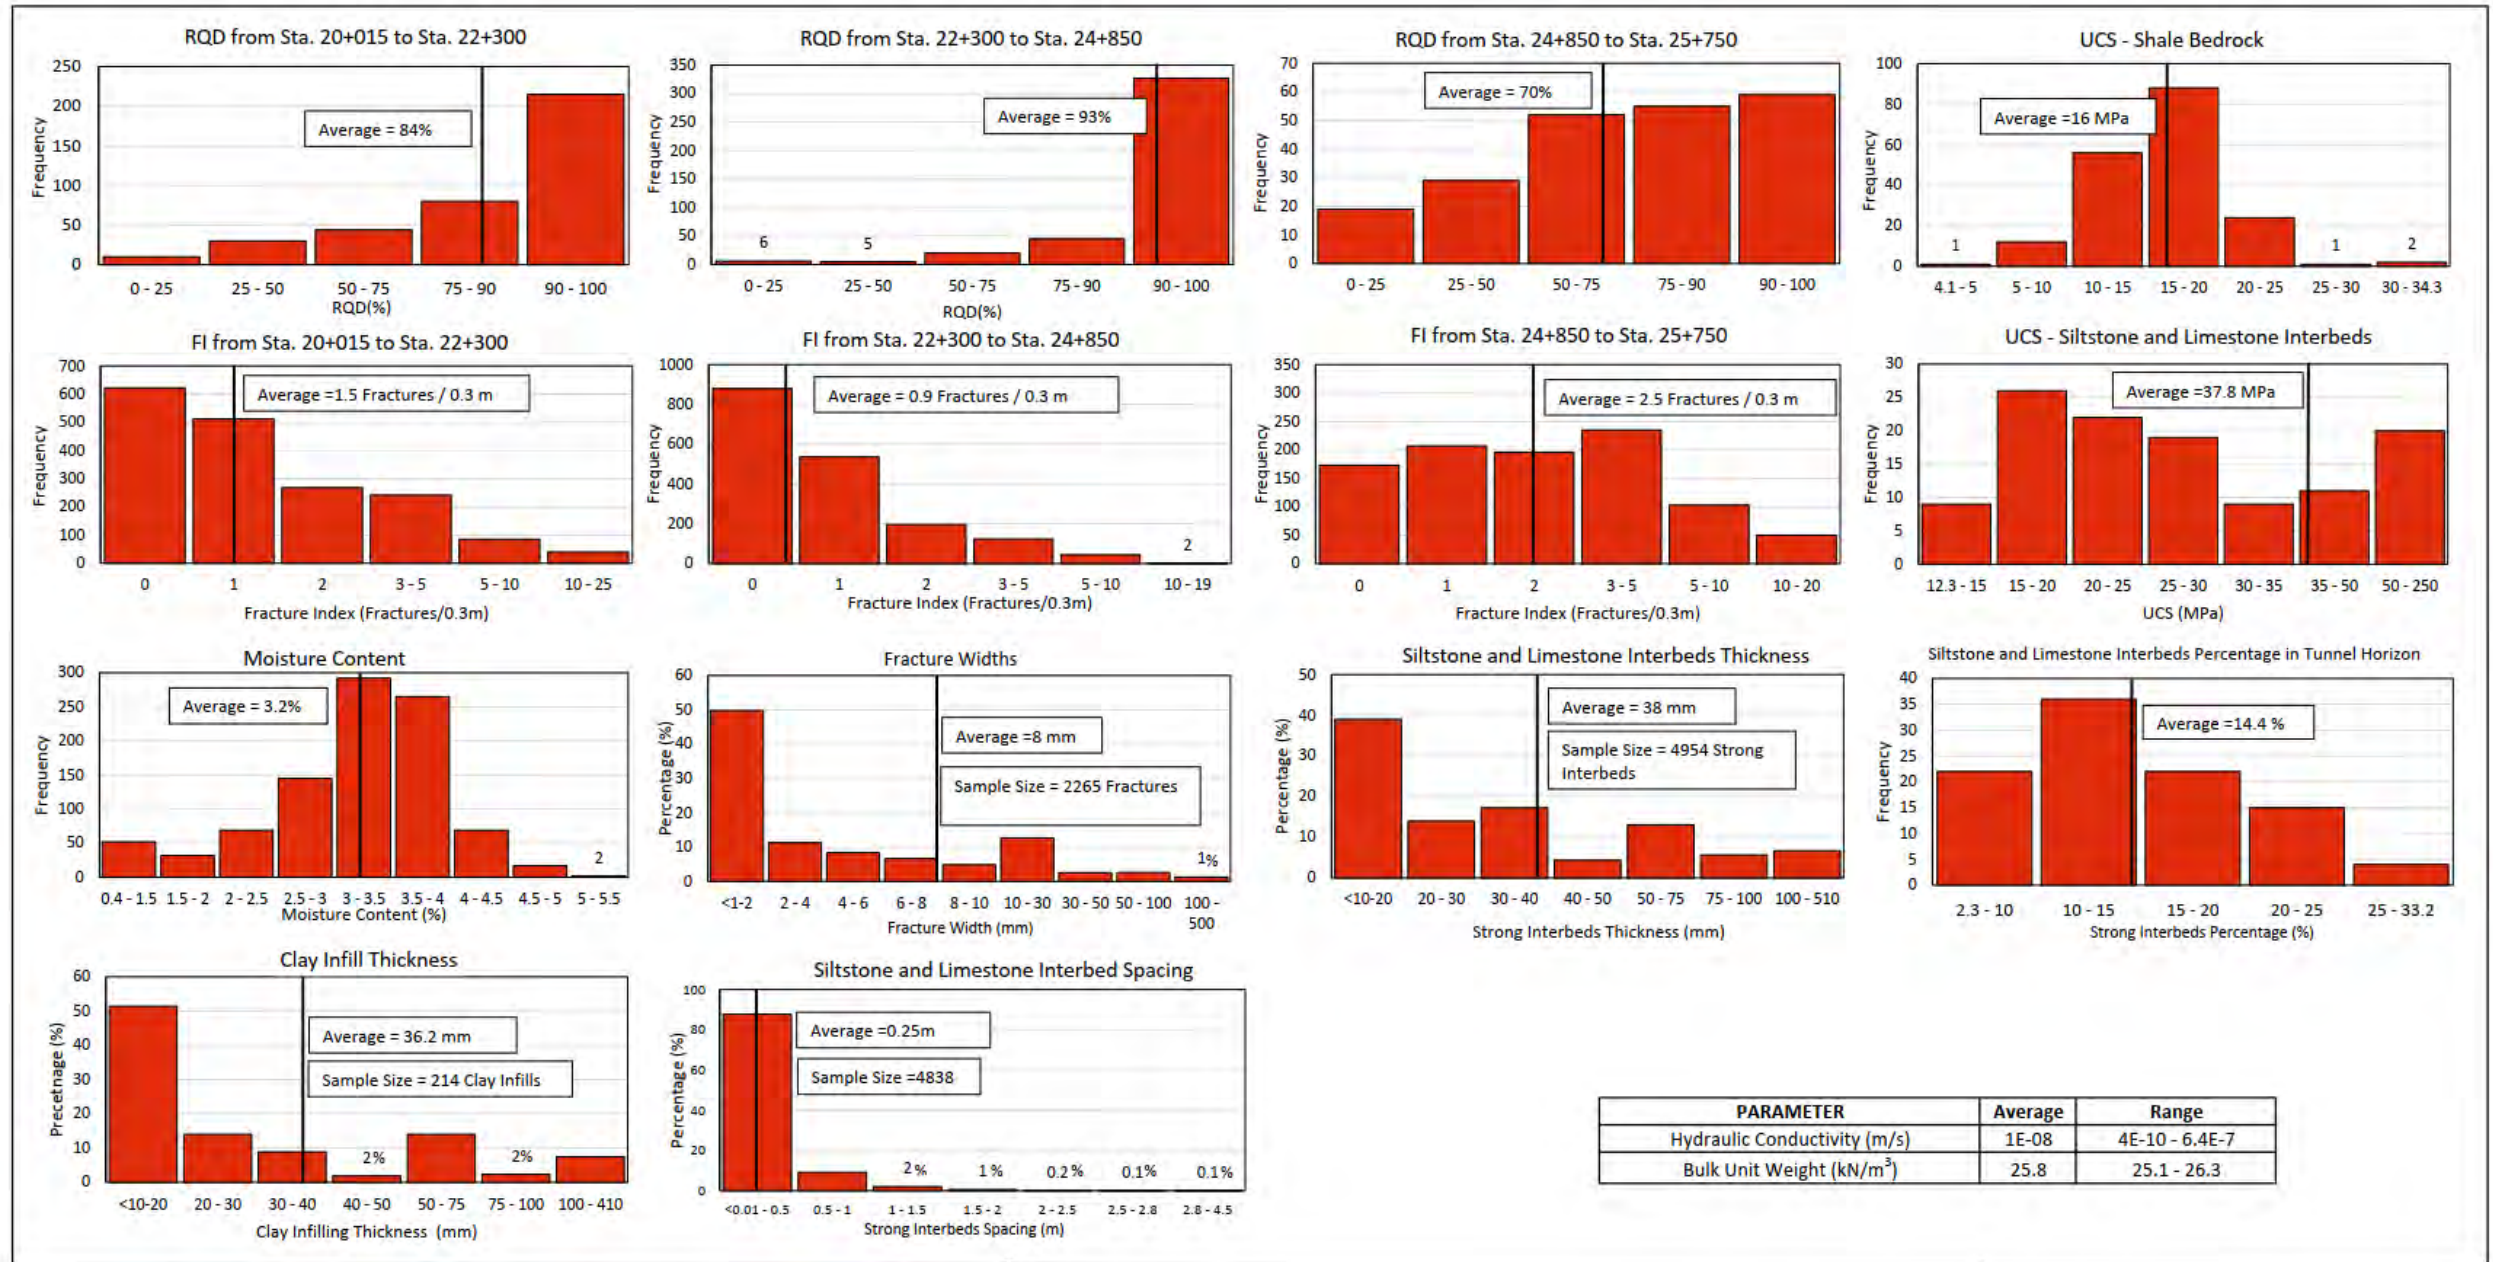 RQD from Sta. 20+015 to Sta. 22+300
250
200
150
100
50
0
Frequency
Average = 84%
0 - 25 25 - 50 50 - 75 75 - 90 90 - 100
RQD(%)
RQD from Sta. 22+300 to Sta. 24+850
350
300
250
200
150
100
50
0
Frequency
Average = 93%
6 5
0 - 25 25 - 50 50 - 75 75 - 90 90 - 100
RQD(%)
RQD from Sta. 24+850 to Sta. 25+750
70
60
50
40
30
20
10
0
Frequency
Average = 70%
0 - 25 25 - 50 50 - 75 75 - 90 90 - 100
UCS - Shale Bedrock
100
80
60
40
20
0
Frequency
Average =16 MPa
1 1 2
4.1 - 5 5 - 10 10 - 15 15 - 20 20 - 25 25 - 30 30 - 34.3
FI from Sta. 20+015 to Sta. 22+300
700
600
500
400
300
200
100
0
Frequency
Average =1.5 Fractures / 0.3 m
0 1 2 3 - 5 5 - 10 10 - 25
Fracture Index (Fractures/0.3m)
FI from Sta. 22+300 to Sta. 24+850
1000
800
600
400
200
0
Frequency
Average = 0.9 Fractures / 0.3 m
2
0 1 2 3 - 5 5 - 10 10 - 19
Fracture Index (Fractures/0.3m)
FI from Sta. 24+850 to Sta. 25+750
350
300
250
200
150
100
50
0
Frequency
Average = 2.5 Fractures / 0.3 m
0 1 2 3 - 5 5 - 10 10 - 20
Fracture Index (Fractures/0.3m)
UCS - Siltstone and Limestone Interbeds
30
25
20
15
10
5
0
Frequency
Average =37.8 MPa
12.3 - 15 15 - 20 20 - 25 25 - 30 30 - 35 35 - 50 50 - 250
UCS (MPa)
Moisture Content
300
250
200
150
100
50
0
Frequency
Average = 3.2%
2
0.4 - 1.5 1.5 - 2 2 - 2.5 2.5 - 3 3 - 3.5 3.5 - 4 4 - 4.5 4.5 - 5 5 - 5.5
Moisture Content (%)
Fracture Widths
60
50
40
30
20
10
0
Percentage (%)
Average =8 mm
Sample Size = 2265 Fractures
1%
<1-2 2 - 4 4 - 6 6 - 8 8 - 10 10 - 30 30 - 50 50 - 100 100 -
500
Fracture Width (mm)
Siltstone and Limestone Interbeds Thickness
50
40
30
20
10
0
Percentage (%)
Average = 38 mm
Sample Size = 4954 Strong
Interbeds
<10-20 20 - 30 30 - 40 40 - 50 50 - 75 75 - 100 100 - 510
Strong Interbeds Thickness (mm)
Siltstone and Limestone Interbeds Percentage in Tunnel Horizon
40
35
30
25
20
15
10
5
0
Frequency
Average =14.4 %
2.3 - 10 10 - 15 15 - 20 20 - 25 25 - 33.2
Strong Interbeds Percentage (%)
Clay Infill Thickness
60
50
40
30
20
10
0
Precetnage (%)
Average = 36.2 mm
Sample Size = 214 Clay Infills
2% 2%
<10-20 20 - 30 30 - 40 40 - 50 50 - 75 75 - 100 100 - 410
Clay Infilling Thickness (mm)
Siltstone and Limestone Interbed Spacing
100
80
60
40
20
0
Percentage (%)
Average =0.25m
Sample Size =4838
2% 1% 0.2% 0.1% 0.1%
<0.01 - 0.5 0.5 - 1 1 - 1.5 1.5 - 2 2 - 2.5 2.5 - 2.8 2.8 - 4.5
Strong Interbeds Spacing (m)
PARAMETER Average Range
Hydraulic Conductivity (m/s) 1E-08 4E-10 - 6.4E-7
Bulk Unit Weight (kN/m³) 25.8 25.1 - 26.3